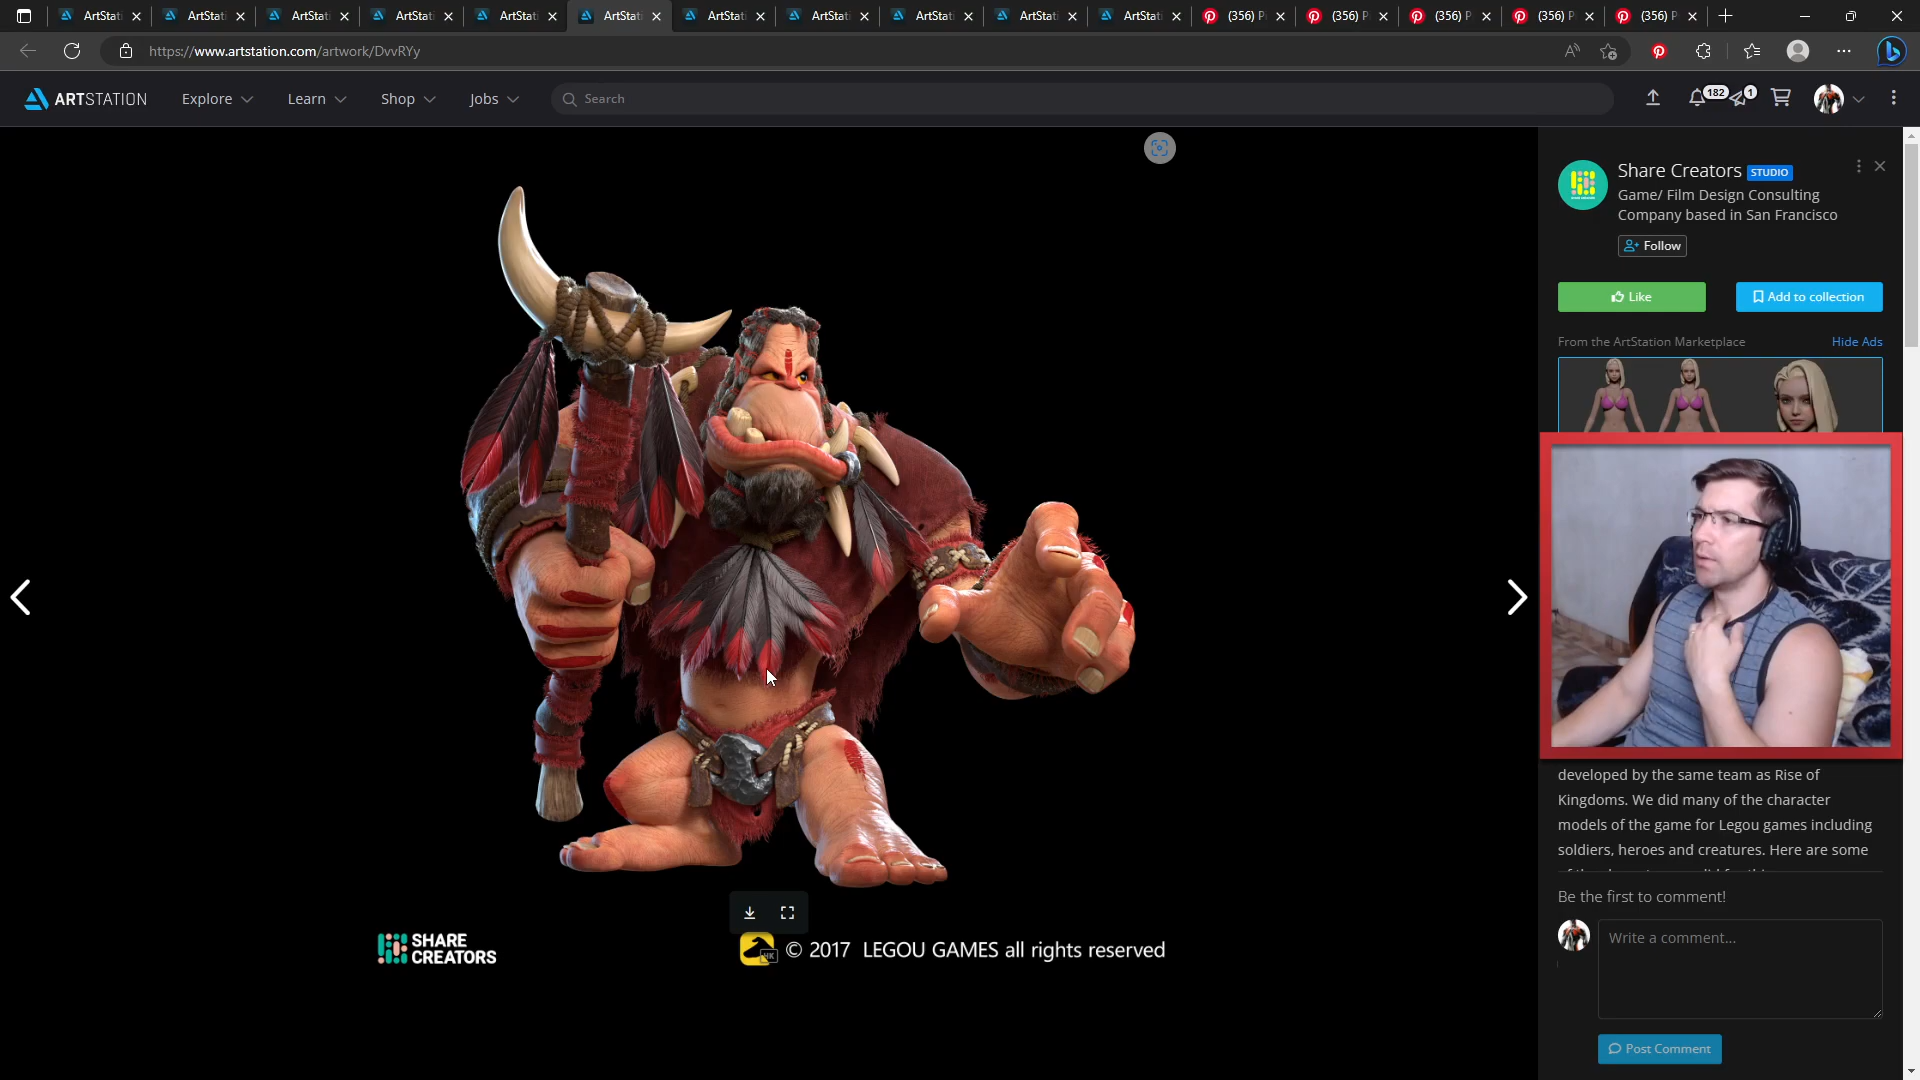 ArtStati
ArtStati
ArtStati
ArtStati
ArtStati
ArtStati
ArtStati
ArtStati
ArtStati
ArtStati
ArtStati
(356) P
(356) P
(356) P
(356) P
(356) P
https://www.artstation.com/artwork/DvvRYy
ARTSTATION
Explore
Learn
Shop
Jobs
Search
182
1
Share Creators STUDIO
Game/ Film Design Consulting
Company based in San Francisco
Follow
Like
Add to collection
From the ArtStation Marketplace
Hide Ads
developed by the same team as Rise of
Kingdoms. We did many of the character
models of the game for Legou games including
soldiers, heroes and creatures. Here are some
Be the first to comment!
Write a comment...
Post Comment
SHARE
CREATORS
HK
© 2017 LEGOU GAMES all rights reserved